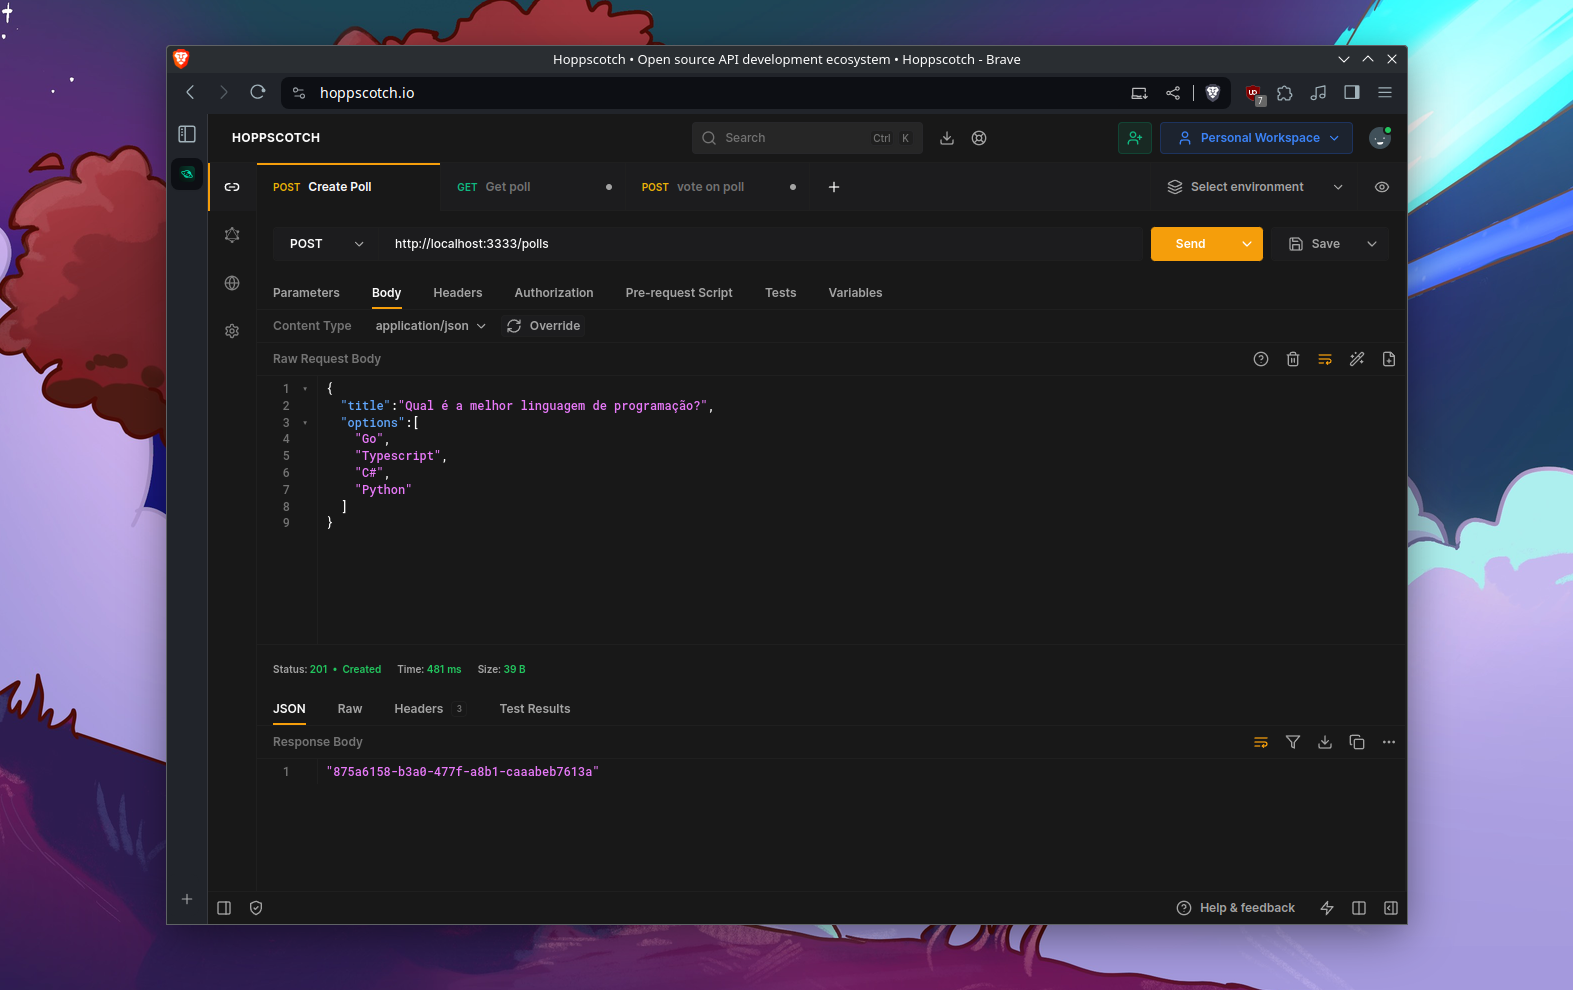 Hoppscotch • Open source API development ecosystem • Hoppscotch - Brave
hoppscotch.io
UD
7
HOPPSCOTCH
Search
Ctrl K
Personal Workspace
POST Create Poll
GET Get poll
POST vote on poll
Select environment
POST
http://localhost:3333/polls
Send
Save
Parameters
Body
Headers
Authorization
Pre-request Script
Tests
Variables
Content Type
application/json
Override
Raw Request Body
1 {
2 "title":"Qual é a melhor linguagem de programação?",
3 "options":[
4 "Go",
5 "Typescript",
6 "C#",
7 "Python"
8 ]
9 }
Status: 201 • Created Time: 481 ms Size: 39 B
JSON
Raw
Headers 3
Test Results
Response Body
1 "875a6158-b3a0-477f-a8b1-caaabeb7613a"
Help & feedback